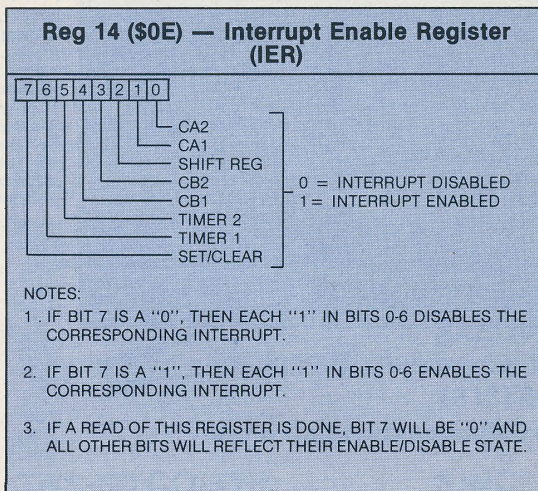 Reg 14 ($0E) — Interrupt Enable Register
(IER)
7 6 5 4 3 2 1 0
CA2
CA1
SHIFT REG
CB2
CB1
TIMER 2
TIMER 1
SET/CLEAR
0 = INTERRUPT DISABLED
1 = INTERRUPT ENABLED
NOTES:
1 . IF BIT 7 IS A ''0'', THEN EACH ''1'' IN BITS 0-6 DISABLES THE
CORRESPONDING INTERRUPT.
2. IF BIT 7 IS A ''1'', THEN EACH ''1'' IN BITS 0-6 ENABLES THE
CORRESPONDING INTERRUPT.
3. IF A READ OF THIS REGISTER IS DONE, BIT 7 WILL BE ''0'' AND
ALL OTHER BITS WILL REFLECT THEIR ENABLE/DISABLE STATE.